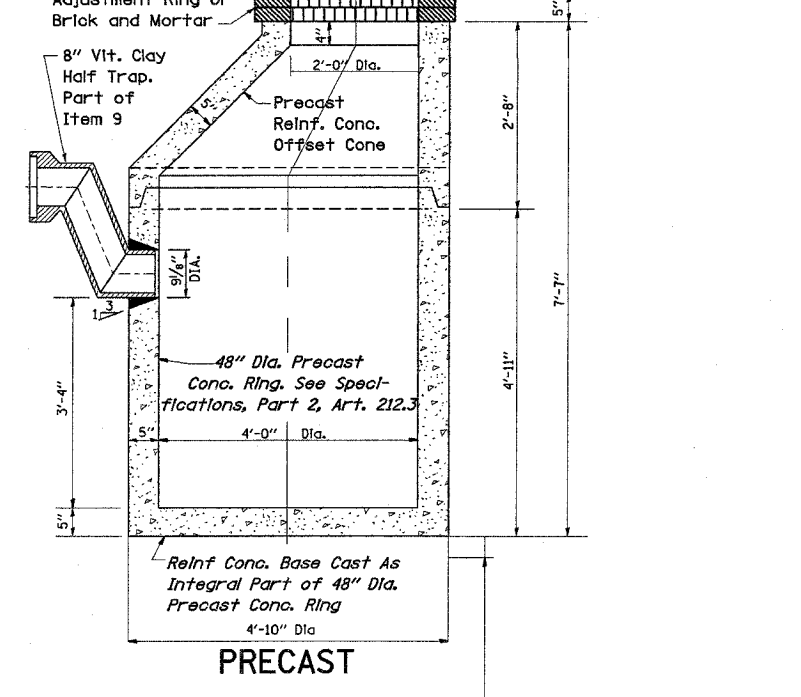 Adjustment Ring or
Brick and Mortar
5"
8" Vit. Clay
Half Trap.
Part of
Item 9
4"
2'-0" Dia.
5"
Precast
Reinf. Conc.
Offset Cone
2'-8"
9 1/8"
DIA.
1
3
7'-7"
4'-11"
3'-4"
48" Dia. Precast
Conc. Ring. See Speci-
fications, Part 2, Art. 212.3
5"
4'-0" Dia.
5"
Reinf Conc. Base Cast As
Integral Part of 48" Dia.
Precast Conc. Ring
4'-10" Dia
PRECAST